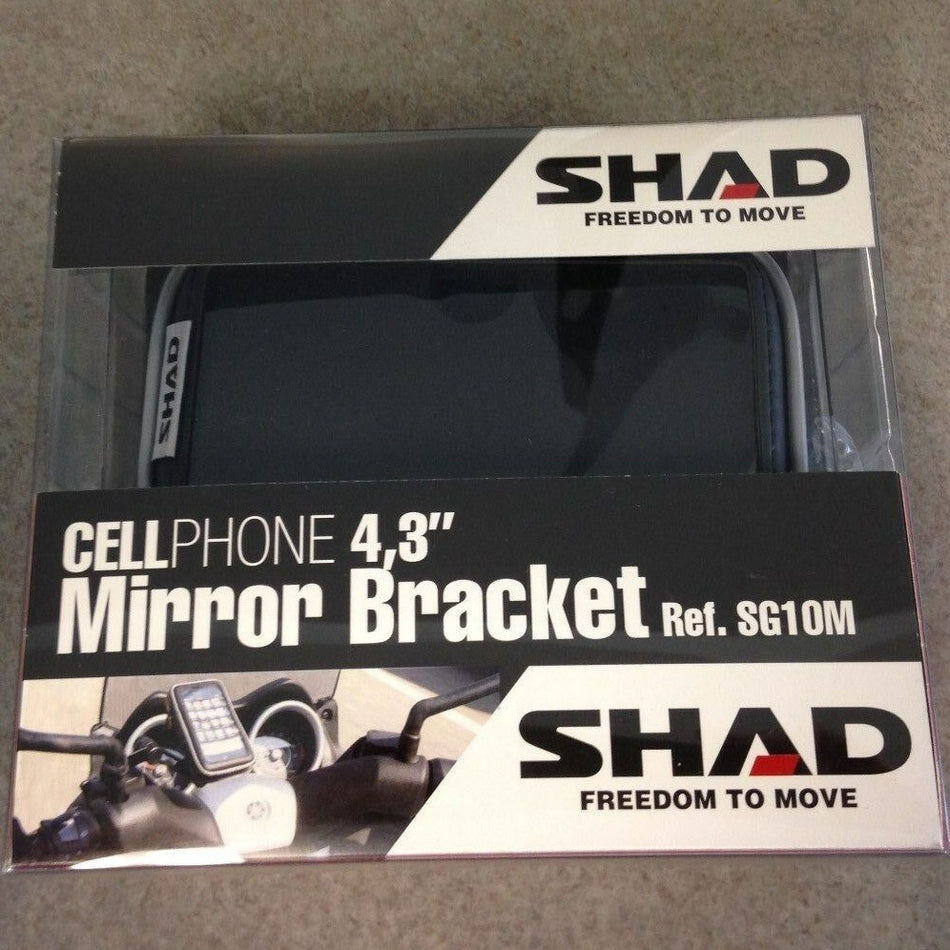 SHAD
FREEDOM TO MOVE
SHAD
CELLPHONE 4,3"
Mirror Bracket Ref. SG10M
SHAD
FREEDOM TO MOVE